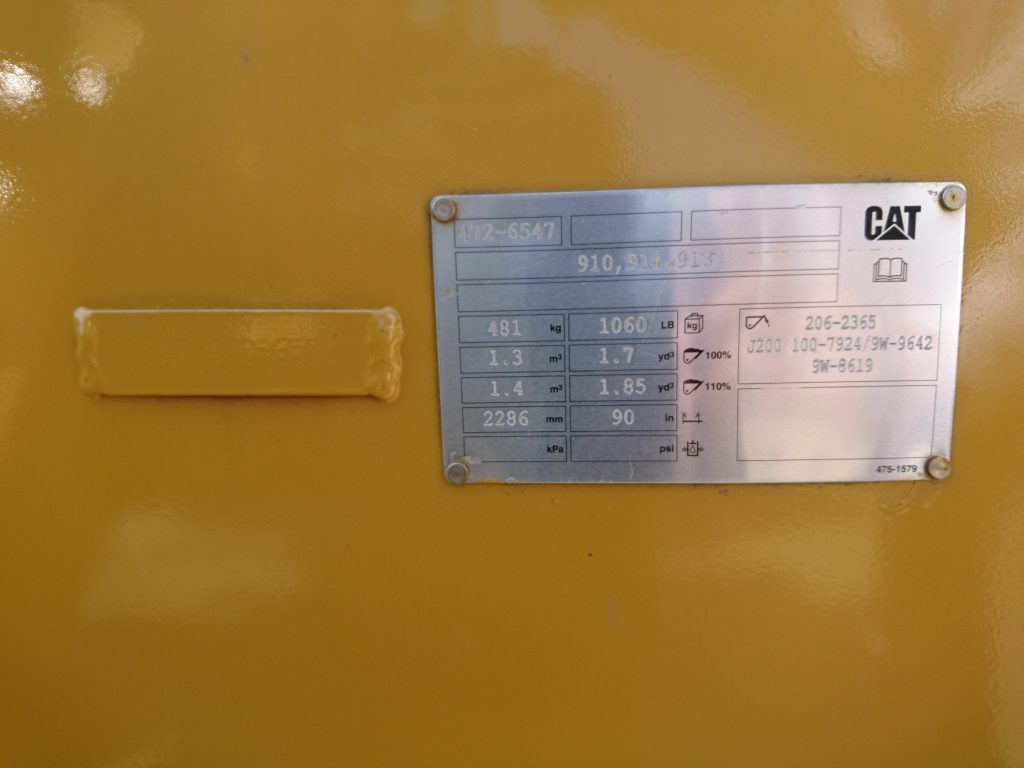 472-6547
CAT
910,914,918
481 kg 1060 LB kg
1.3 m³ 1.7 yd³ 100%
1.4 m³ 1.85 yd³ 110%
2286 mm 90 in
kPa psi
206-2365
J200 100-7924/9W-9642
9W-8619
475-1579